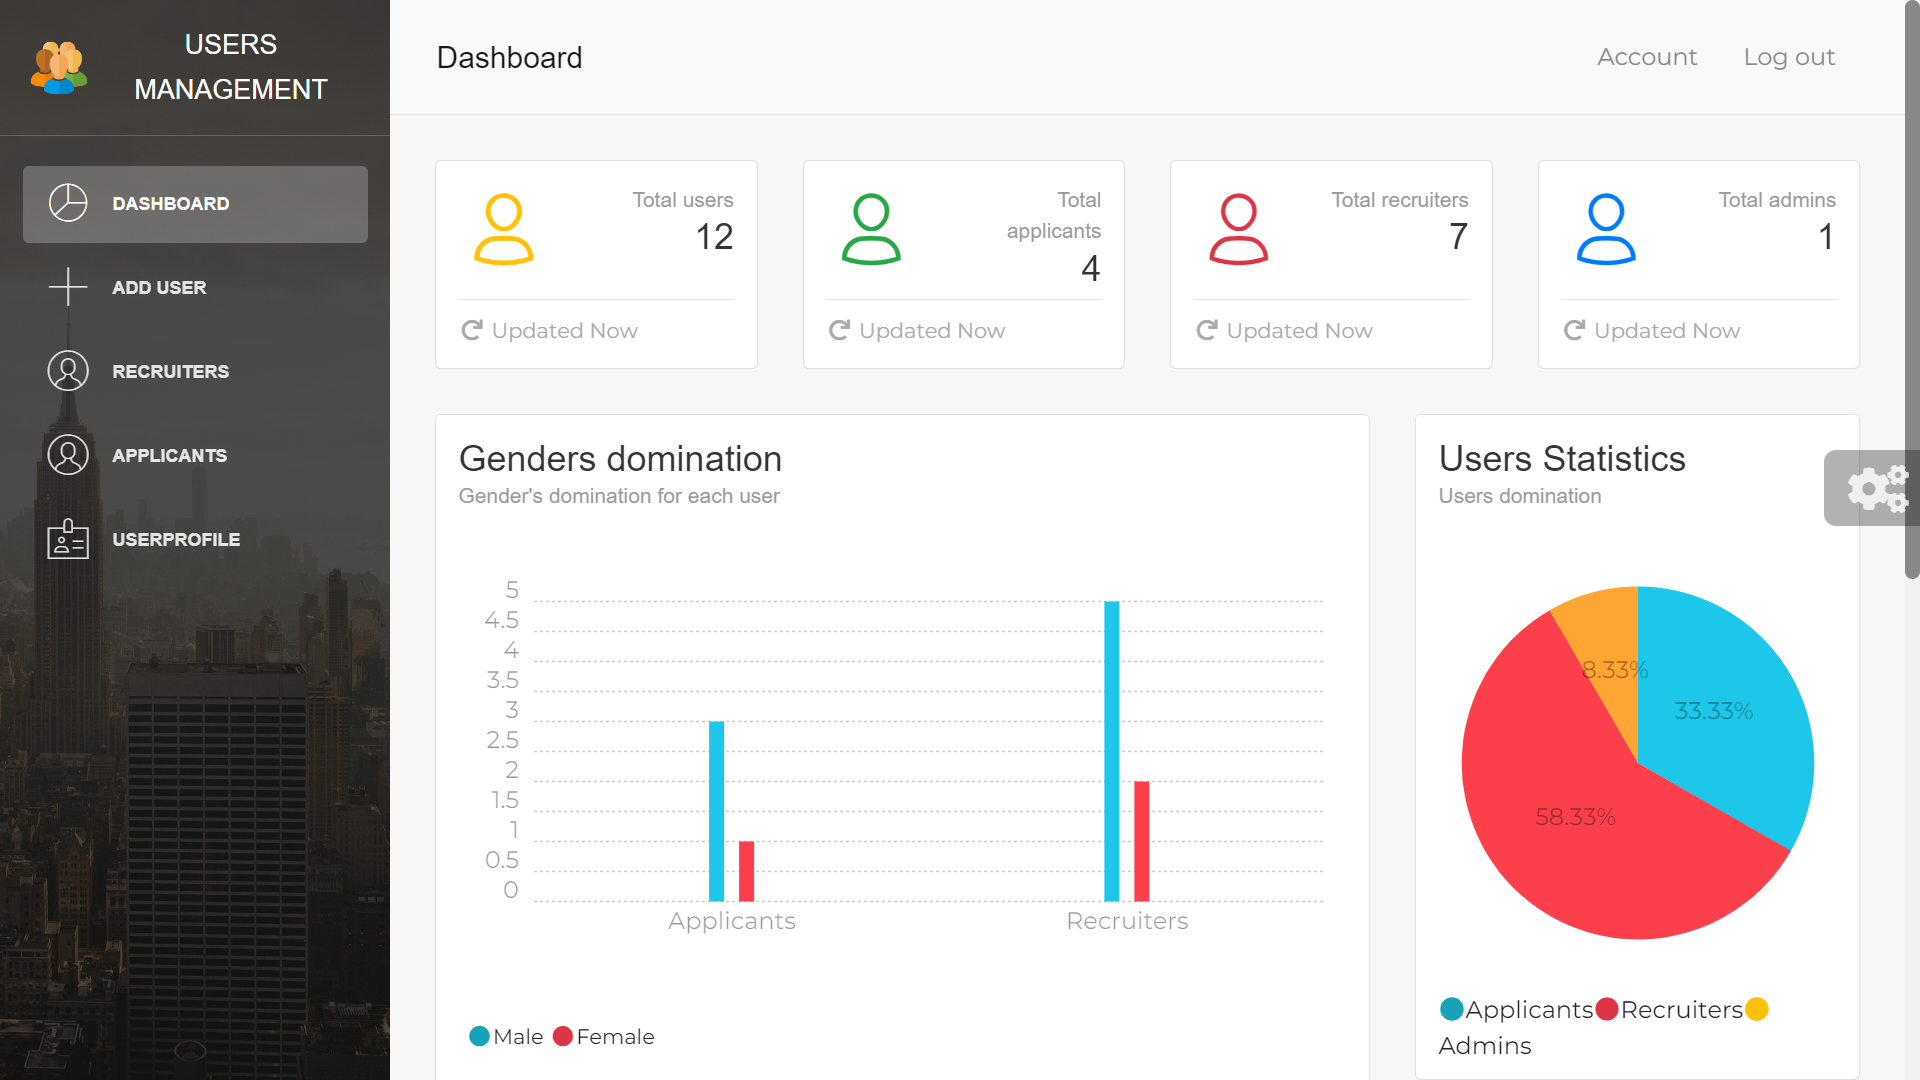 USERS
MANAGEMENT
DASHBOARD
ADD USER
RECRUITERS
APPLICANTS
USERPROFILE
Dashboard
Account
Log out
Total users
12
Updated Now
Total
applicants
4
Updated Now
Total recruiters
7
Updated Now
Total admins
1
Updated Now
Genders domination
Gender's domination for each user
5
4.5
4
3.5
3
2.5
2
1.5
1
0.5
0
Applicants
Recruiters
Male Female
Users Statistics
Users domination
8.33%
33.33%
58.33%
Applicants Recruiters
Admins